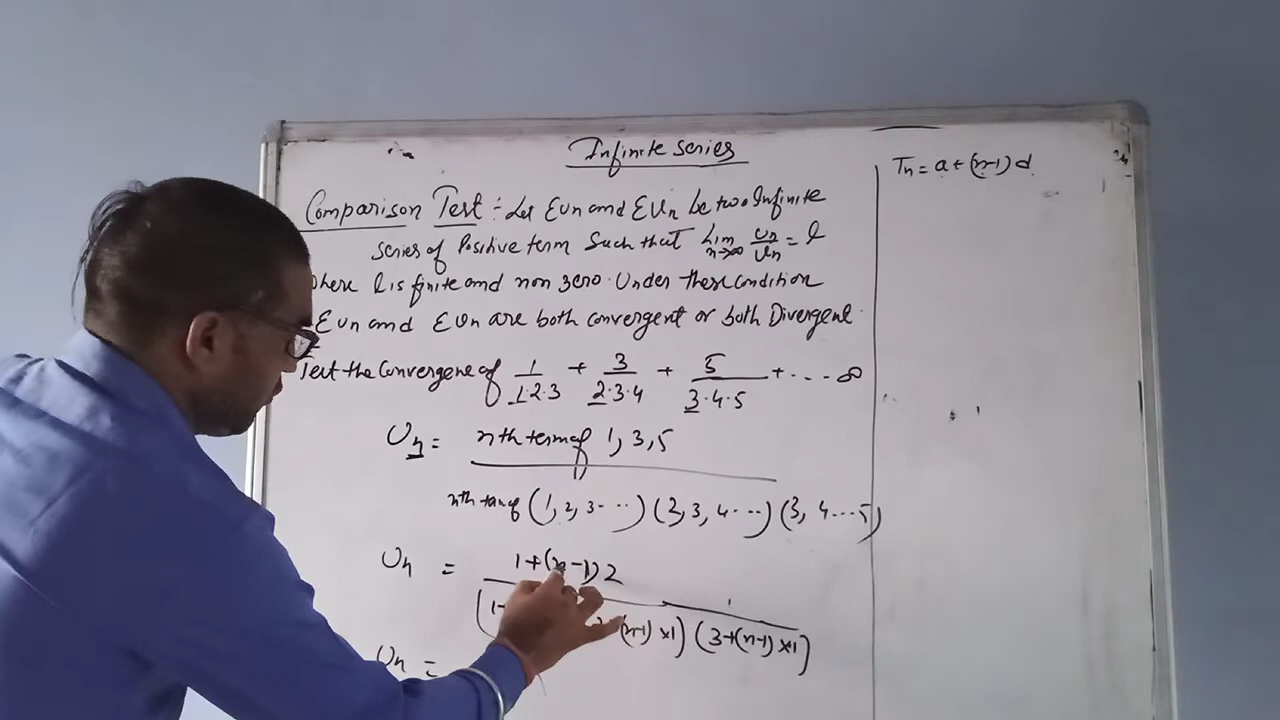 Infinite series
Tn = a + (n-1) d
Comparison Test :- Let Σun and Σvn be two Infinite
series of Positive term Such that Lim n→∞ un/vn = l
where l is finite and non zero. Under these condition
Σun and Σvn are both convergent or both Divergent.
Test the Convergene of 1/1·2·3 + 3/2·3·4 + 5/3·4·5 + ---- ∞
Un = nth term of 1, 3, 5
nth term of (1, 2, 3 ---) (2, 3, 4 ---) (3, 4 --- 5)
Un = 1+(n-1) 2
(n-1) ×1) (3+(n-1) ×1)
Un =